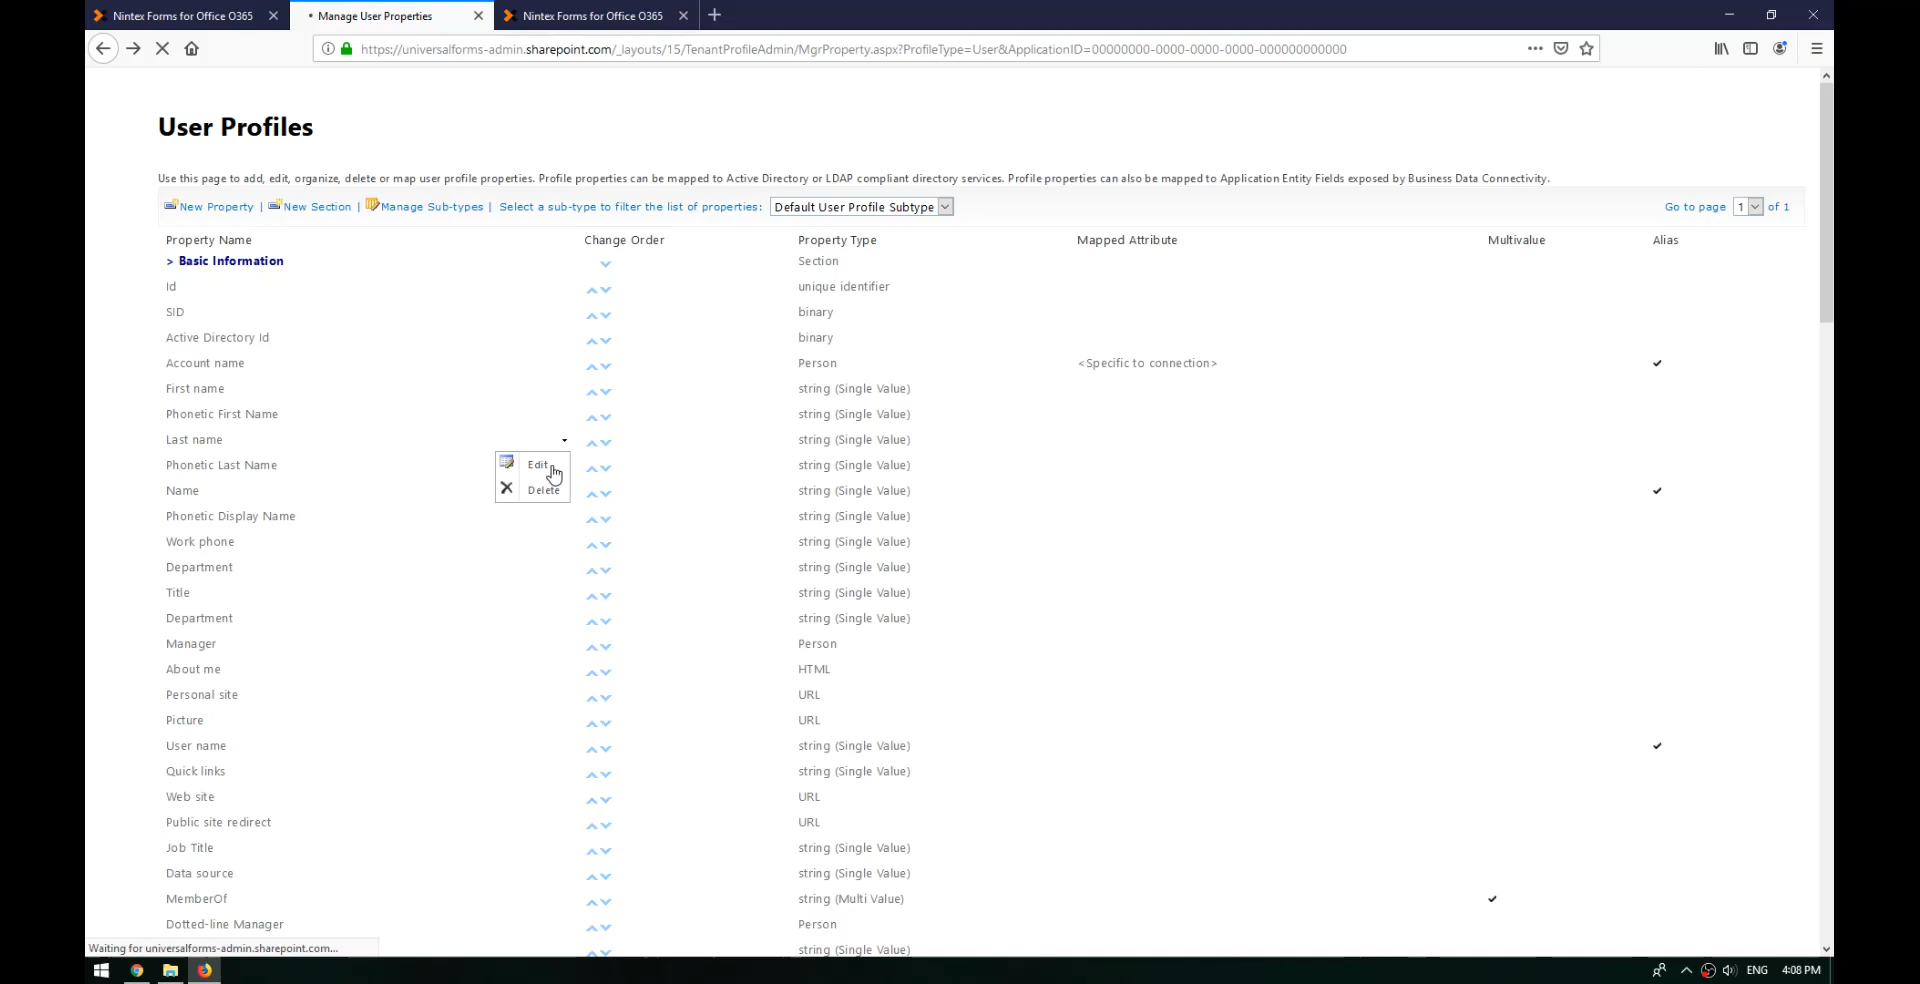 Nintex Forms for Office O365
Manage User Properties
Nintex Forms for Office O365
https://universalforms-admin.sharepoint.com/_layouts/15/TenantProfileAdmin/MgrProperty.aspx?ProfileType=User&ApplicationID=00000000-0000-0000-0000-000000000000
User Profiles
Use this page to add, edit, organize, delete or map user profile properties. Profile properties can be mapped to Active Directory or LDAP compliant directory services. Profile properties can also be mapped to Application Entity Fields exposed by Business Data Connectivity.
New Property | New Section | Manage Sub-types | Select a sub-type to filter the list of properties: Default User Profile Subtype Go to page 1 of 1
Property Name Change Order Property Type Mapped Attribute Multivalue Alias
> Basic Information Section
Id unique identifier
SID binary
Active Directory Id binary
Account name Person <Specific to connection>
First name string (Single Value)
Phonetic First Name string (Single Value)
Last name string (Single Value)
Phonetic Last Name Edit string (Single Value)
Name Delete string (Single Value)
Phonetic Display Name string (Single Value)
Work phone string (Single Value)
Department string (Single Value)
Title string (Single Value)
Department string (Single Value)
Manager Person
About me HTML
Personal site URL
Picture URL
User name string (Single Value)
Quick links string (Single Value)
Web site URL
Public site redirect URL
Job Title string (Single Value)
Data source string (Single Value)
MemberOf string (Multi Value)
Dotted-line Manager Person
Waiting for universalforms-admin.sharepoint.com... string (Single Value)
ENG 4:08 PM